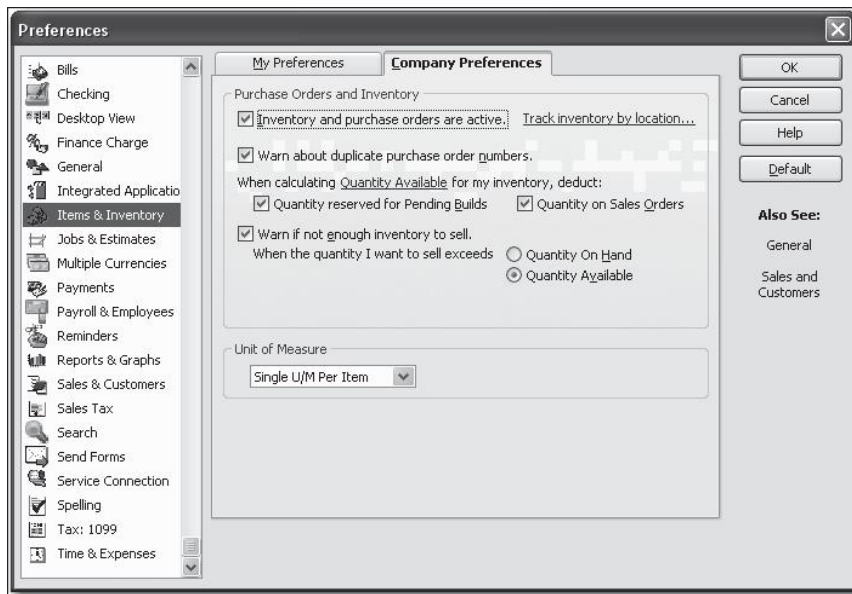 Preferences
Bills
Checking
Desktop View
Finance Charge
General
Integrated Applicatio
Items & Inventory
Jobs & Estimates
Multiple Currencies
Payments
Payroll & Employees
Reminders
Reports & Graphs
Sales & Customers
Sales Tax
Search
Send Forms
Service Connection
Spelling
Tax: 1099
Time & Expenses
My Preferences
Company Preferences
Purchase Orders and Inventory
Inventory and purchase orders are active. Track inventory by location...
Warn about duplicate purchase order numbers.
When calculating Quantity Available for my inventory, deduct:
Quantity reserved for Pending Builds Quantity on Sales Orders
Warn if not enough inventory to sell.
When the quantity I want to sell exceeds Quantity On Hand
Quantity Available
Unit of Measure
Single U/M Per Item
OK
Cancel
Help
Default
Also See:
General
Sales and
Customers